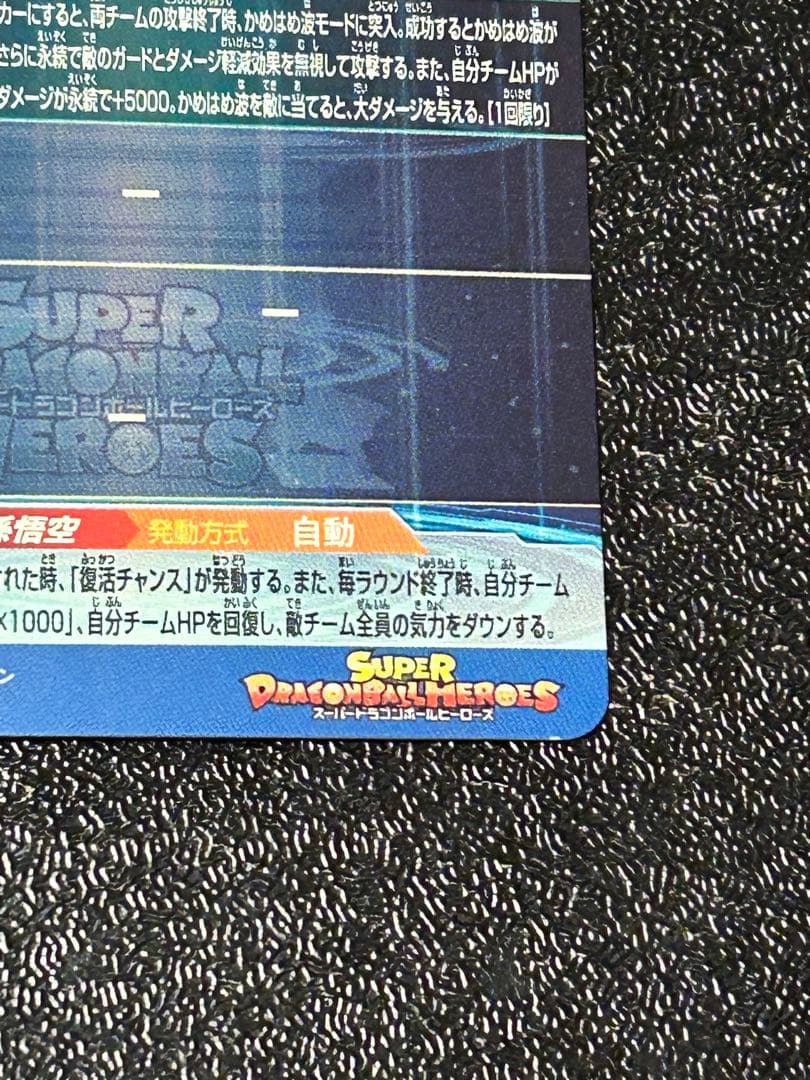 カーにすると、両チームの攻撃終了時、かめはめ波モードに突入。成功するとかめはめ波が
さらに永続で敵のガードとダメージ軽減効果を無視して攻撃する。また、自分チームHPが
ダメージが永続で+5000。かめはめ波を敵に当てると、大ダメージを与える。[1回限り]
SUPER
DRAGONBALL
ードラゴンボールヒーローズ
HEROES
孫悟空 発動方式 自動
された時、「復活チャンス」が発動する。また、毎ラウンド終了時、自分チーム
×1000」、自分チームHPを回復し、敵チーム全員の気力をダウンする。
ン
SUPER
DRAGONBALL HEROES
スーパードラゴンボールヒーローズ